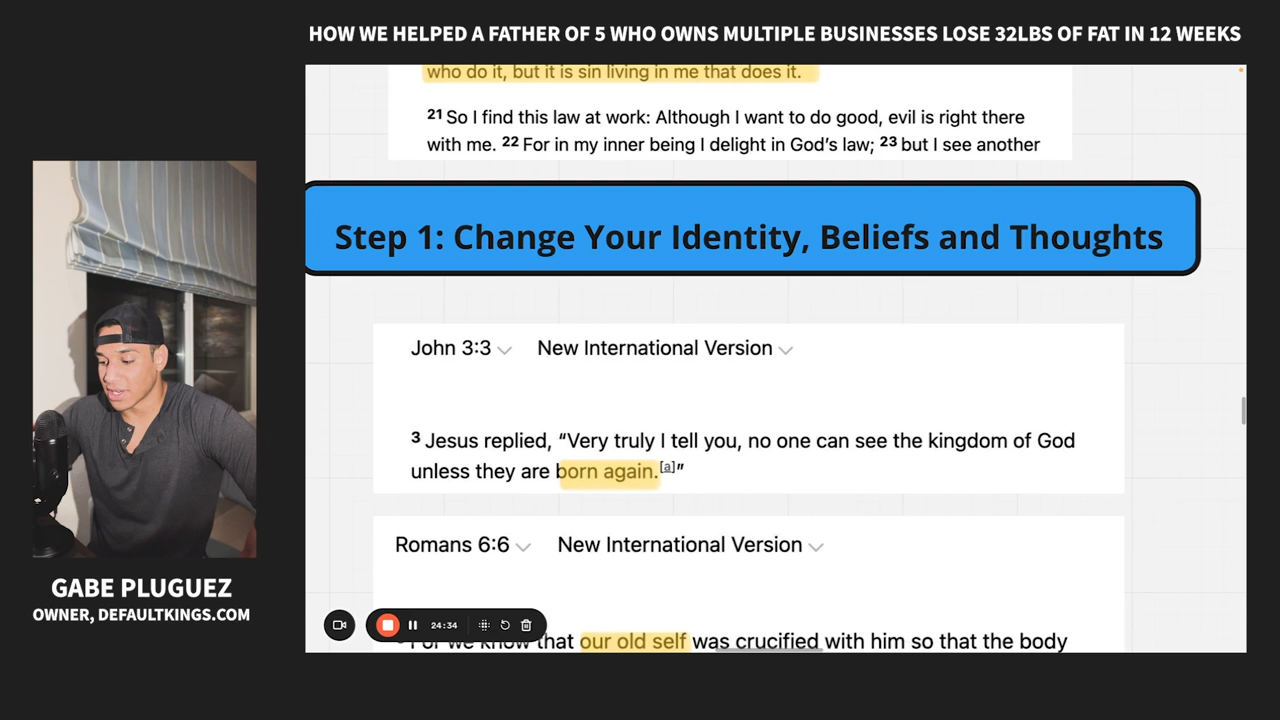 HOW WE HELPED A FATHER OF 5 WHO OWNS MULTIPLE BUSINESSES LOSE 32LBS OF FAT IN 12 WEEKS
who do it, but it is sin living in me that does it.
21 So I find this law at work: Although I want to do good, evil is right there
with me. 22 For in my inner being I delight in God's law; 23 but I see another
Step 1: Change Your Identity, Beliefs and Thoughts
John 3:3 New International Version
3 Jesus replied, “Very truly I tell you, no one can see the kingdom of God
unless they are born again.[a]”
Romans 6:6 New International Version
For we know that our old self was crucified with him so that the body
24:34
GABE PLUGUEZ
OWNER, DEFAULTKINGS.COM